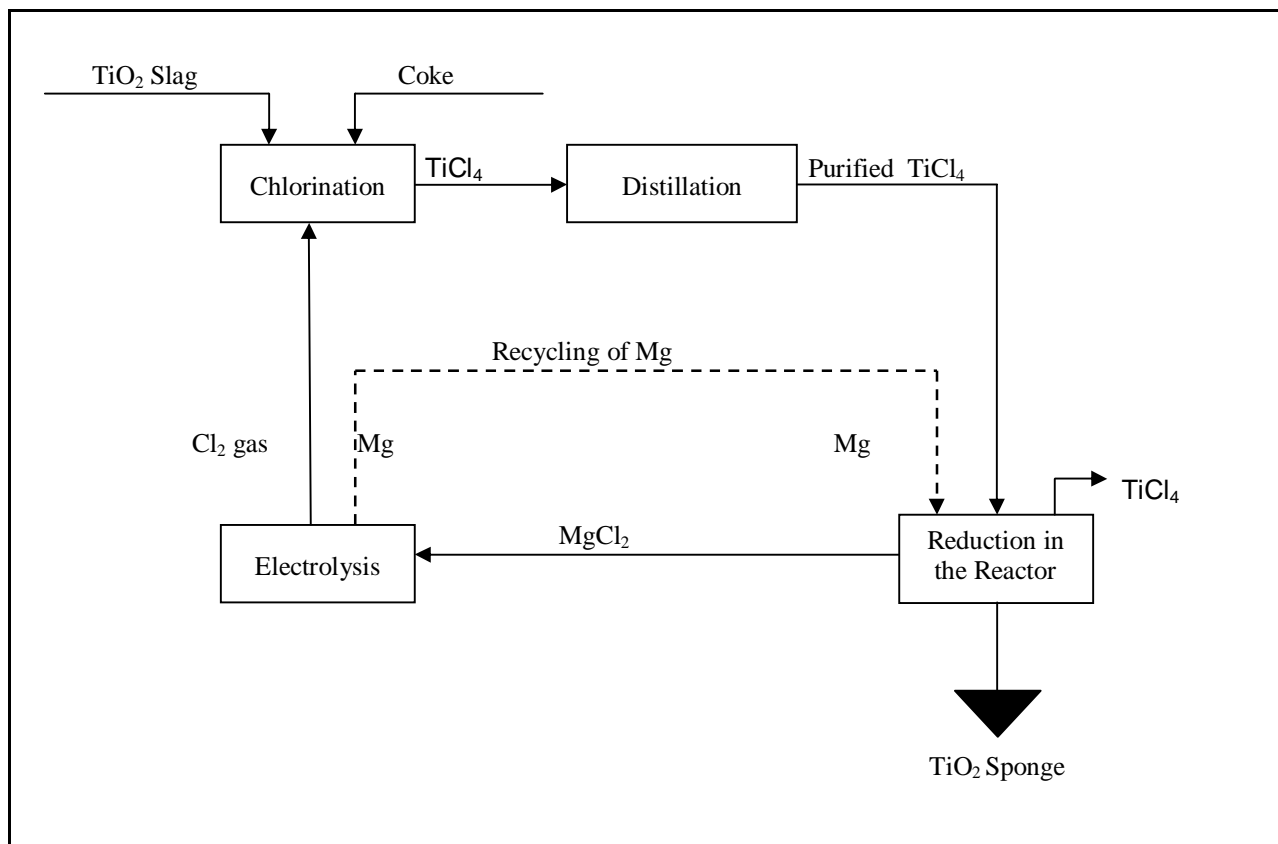 TiO₂ Slag
Coke
Chlorination
TiCl₄
Distillation
Purified TiCl₄
Recycling of Mg
Cl₂ gas
Mg
Mg
TiCl₄
Electrolysis
MgCl₂
Reduction in
the Reactor
TiO₂ Sponge